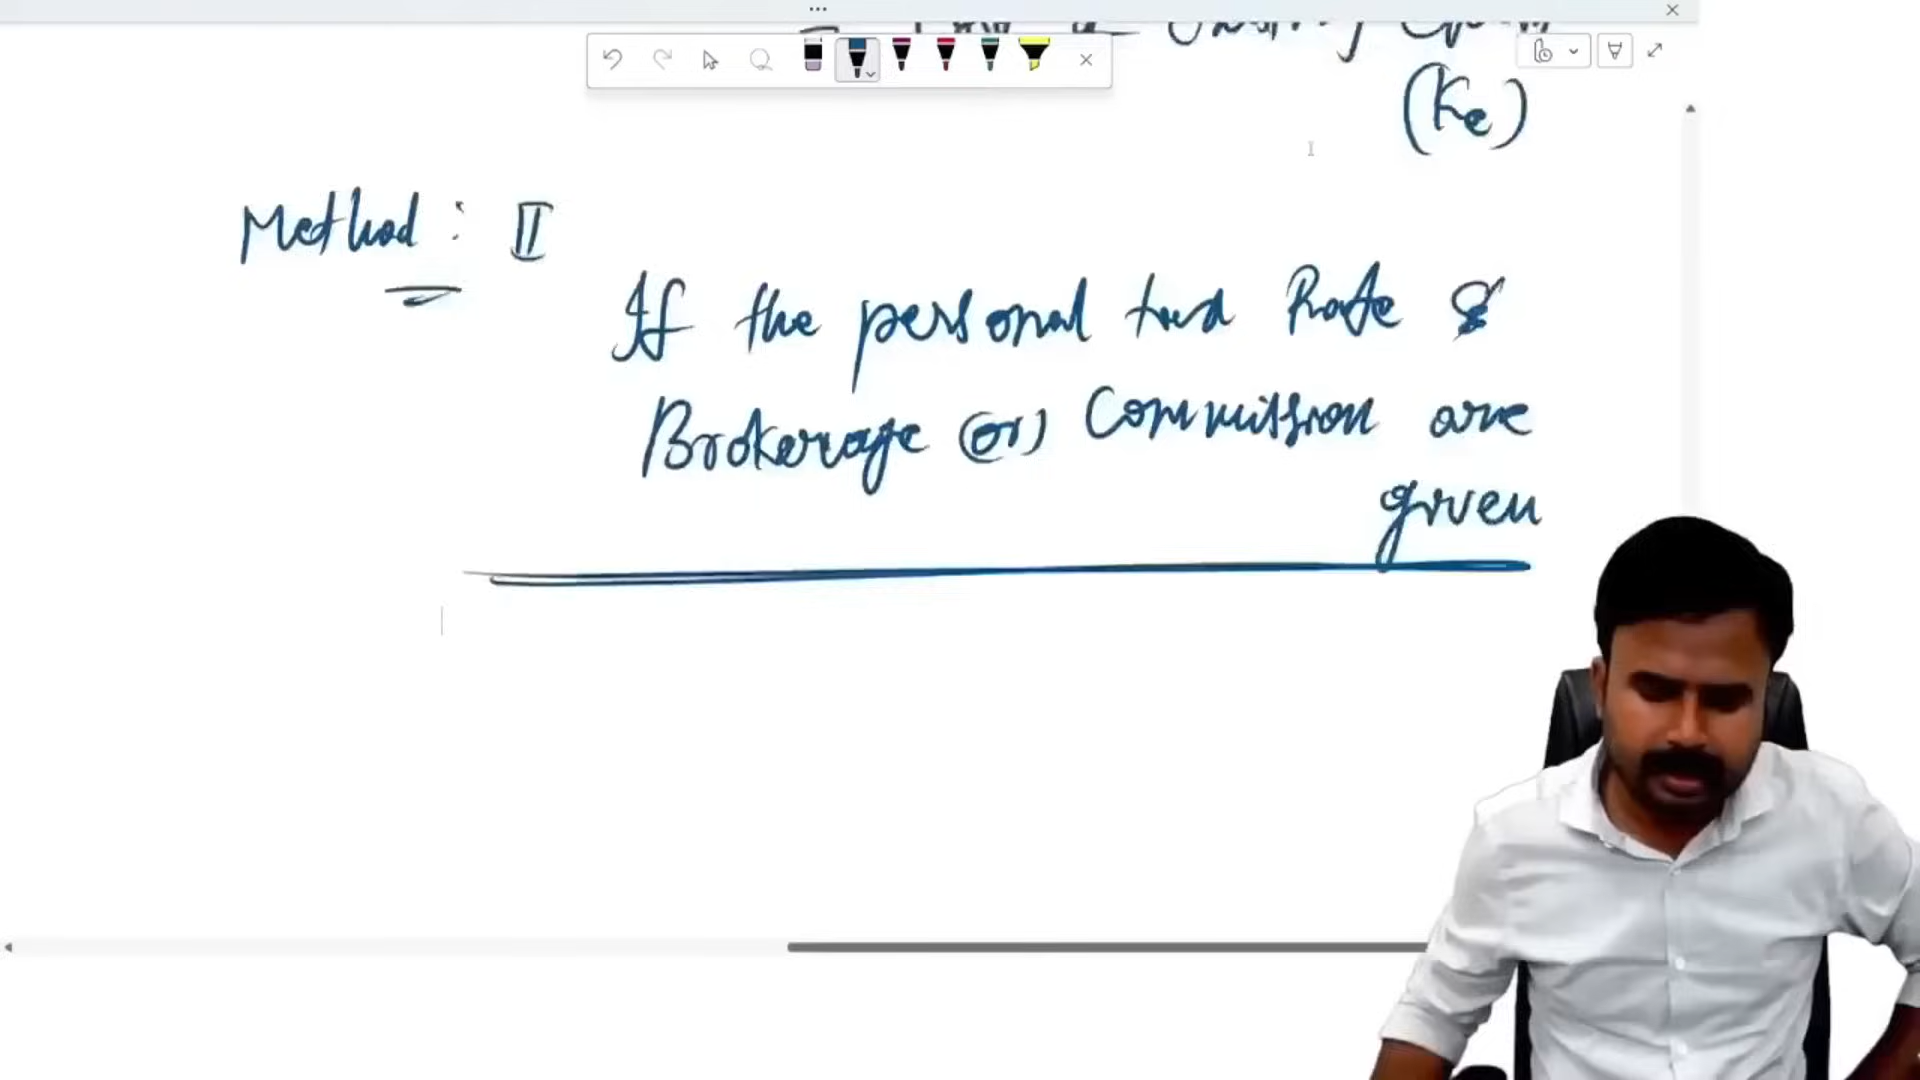 (Ke)
Method : II
If the personal tax Rate &
Brokerage (or) Commission are
given